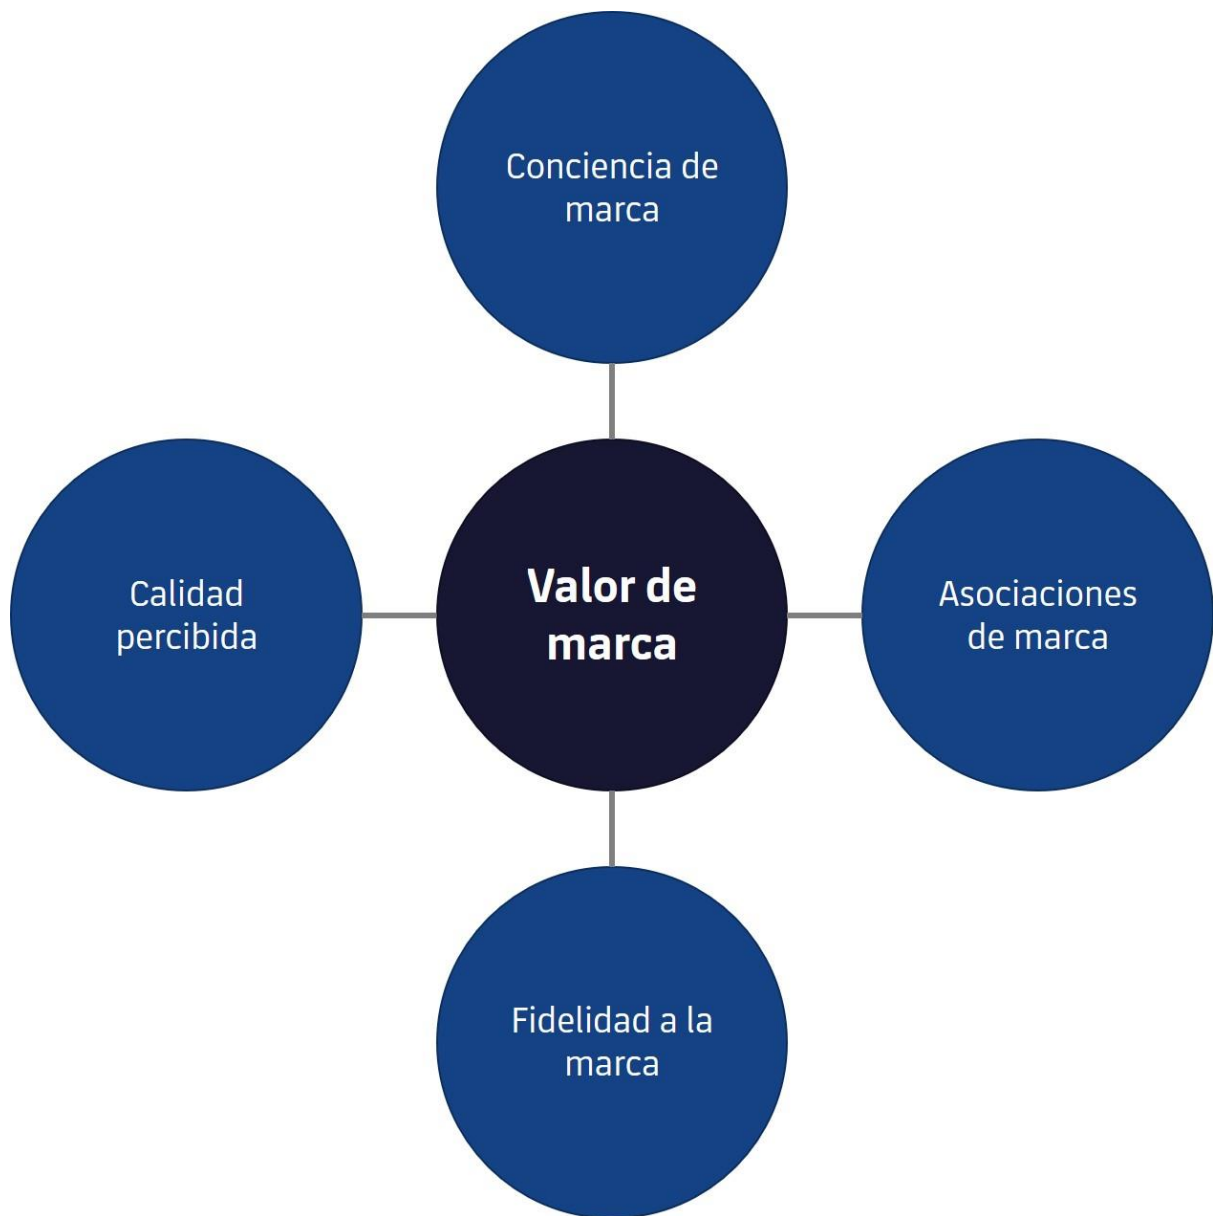 Conciencia de
marca
Calidad
percibida
Valor de
marca
Asociaciones
de marca
Fidelidad a la
marca